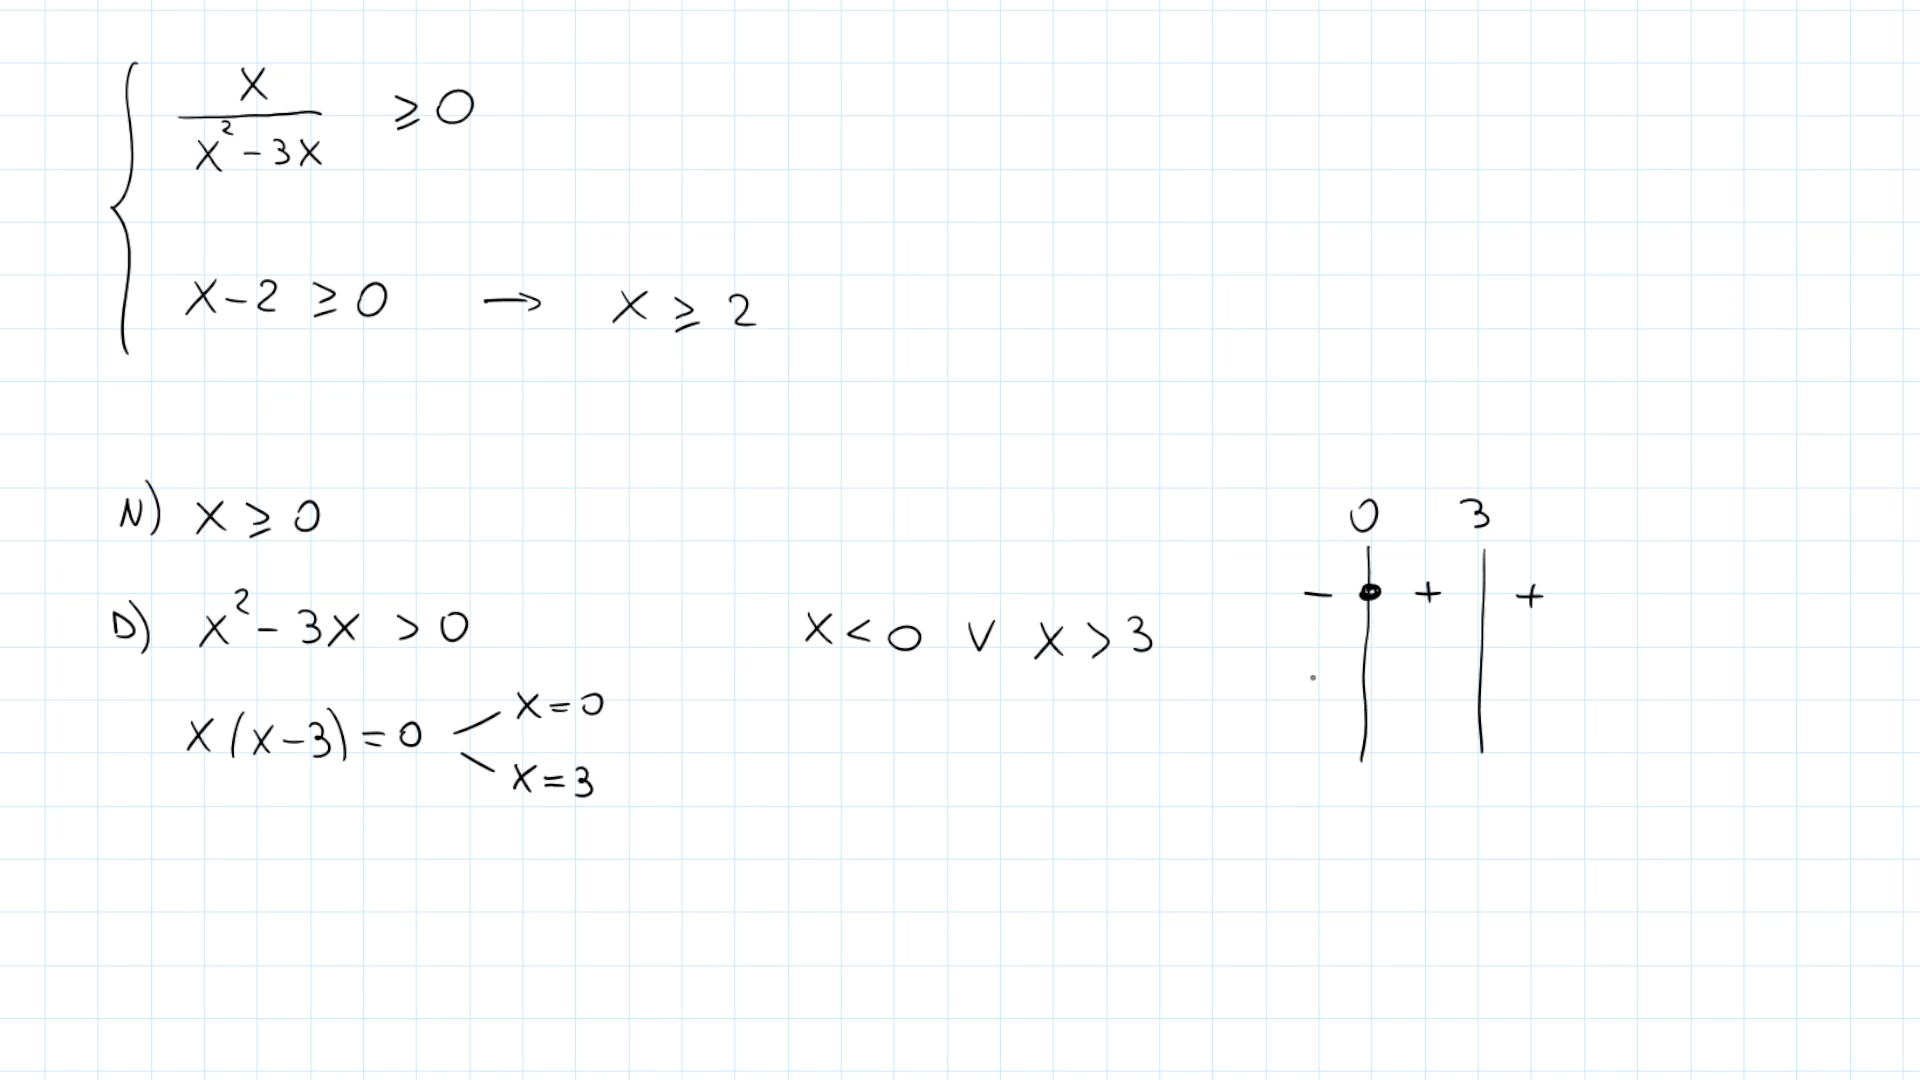 x / (x² - 3x) ≥ 0
x - 2 ≥ 0 → x ≥ 2
N) x ≥ 0
0 3
D) x² - 3x > 0 x < 0 ∨ x > 3
- + +
x (x - 3) = 0
x = 0
x = 3